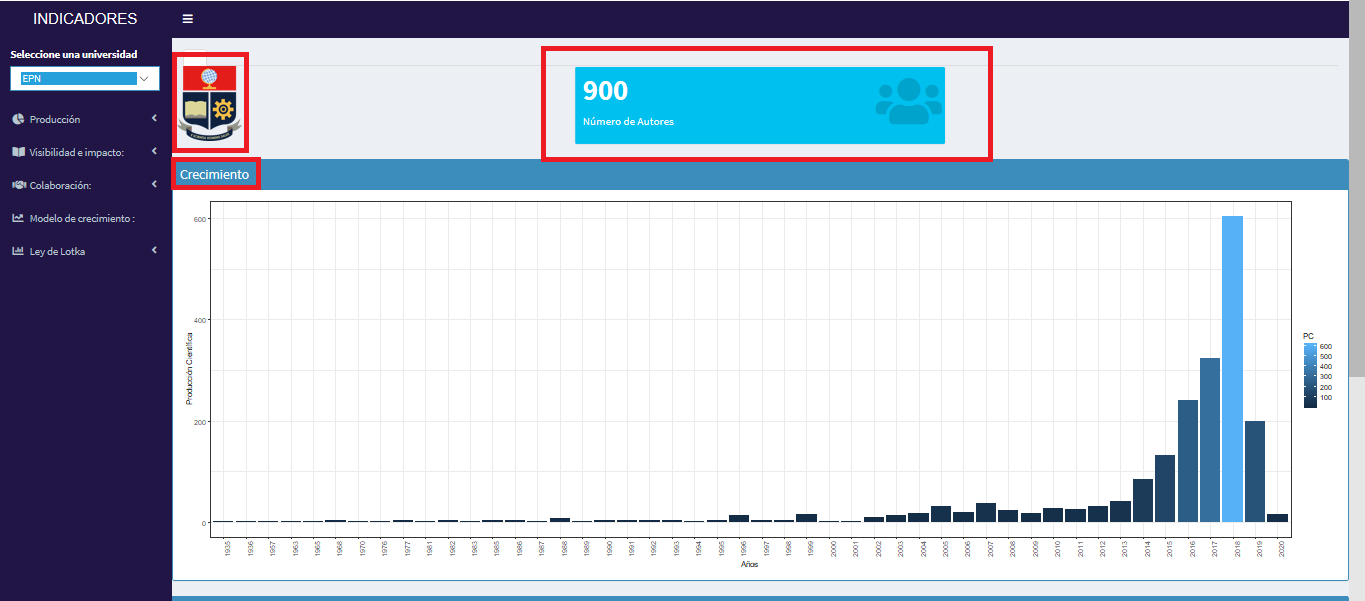 INDICADORES
Seleccione una universidad
EPN
Producción
Visibilidad e impacto:
Colaboración:
Modelo de crecimiento :
Ley de Lotka
900
Número de Autores
Crecimiento
Producción Científica
600
400
200
0
1935 1936 1957 1963 1965 1968 1970 1976 1977 1981 1982 1983 1985 1986 1987 1988 1989 1990 1991 1992 1993 1994 1995 1996 1997 1998 1999 2000 2001 2002 2003 2004 2005 2006 2007 2008 2009 2010 2011 2012 2013 2014 2015 2016 2017 2018 2019 2020
Años
PC
600
500
400
300
200
100